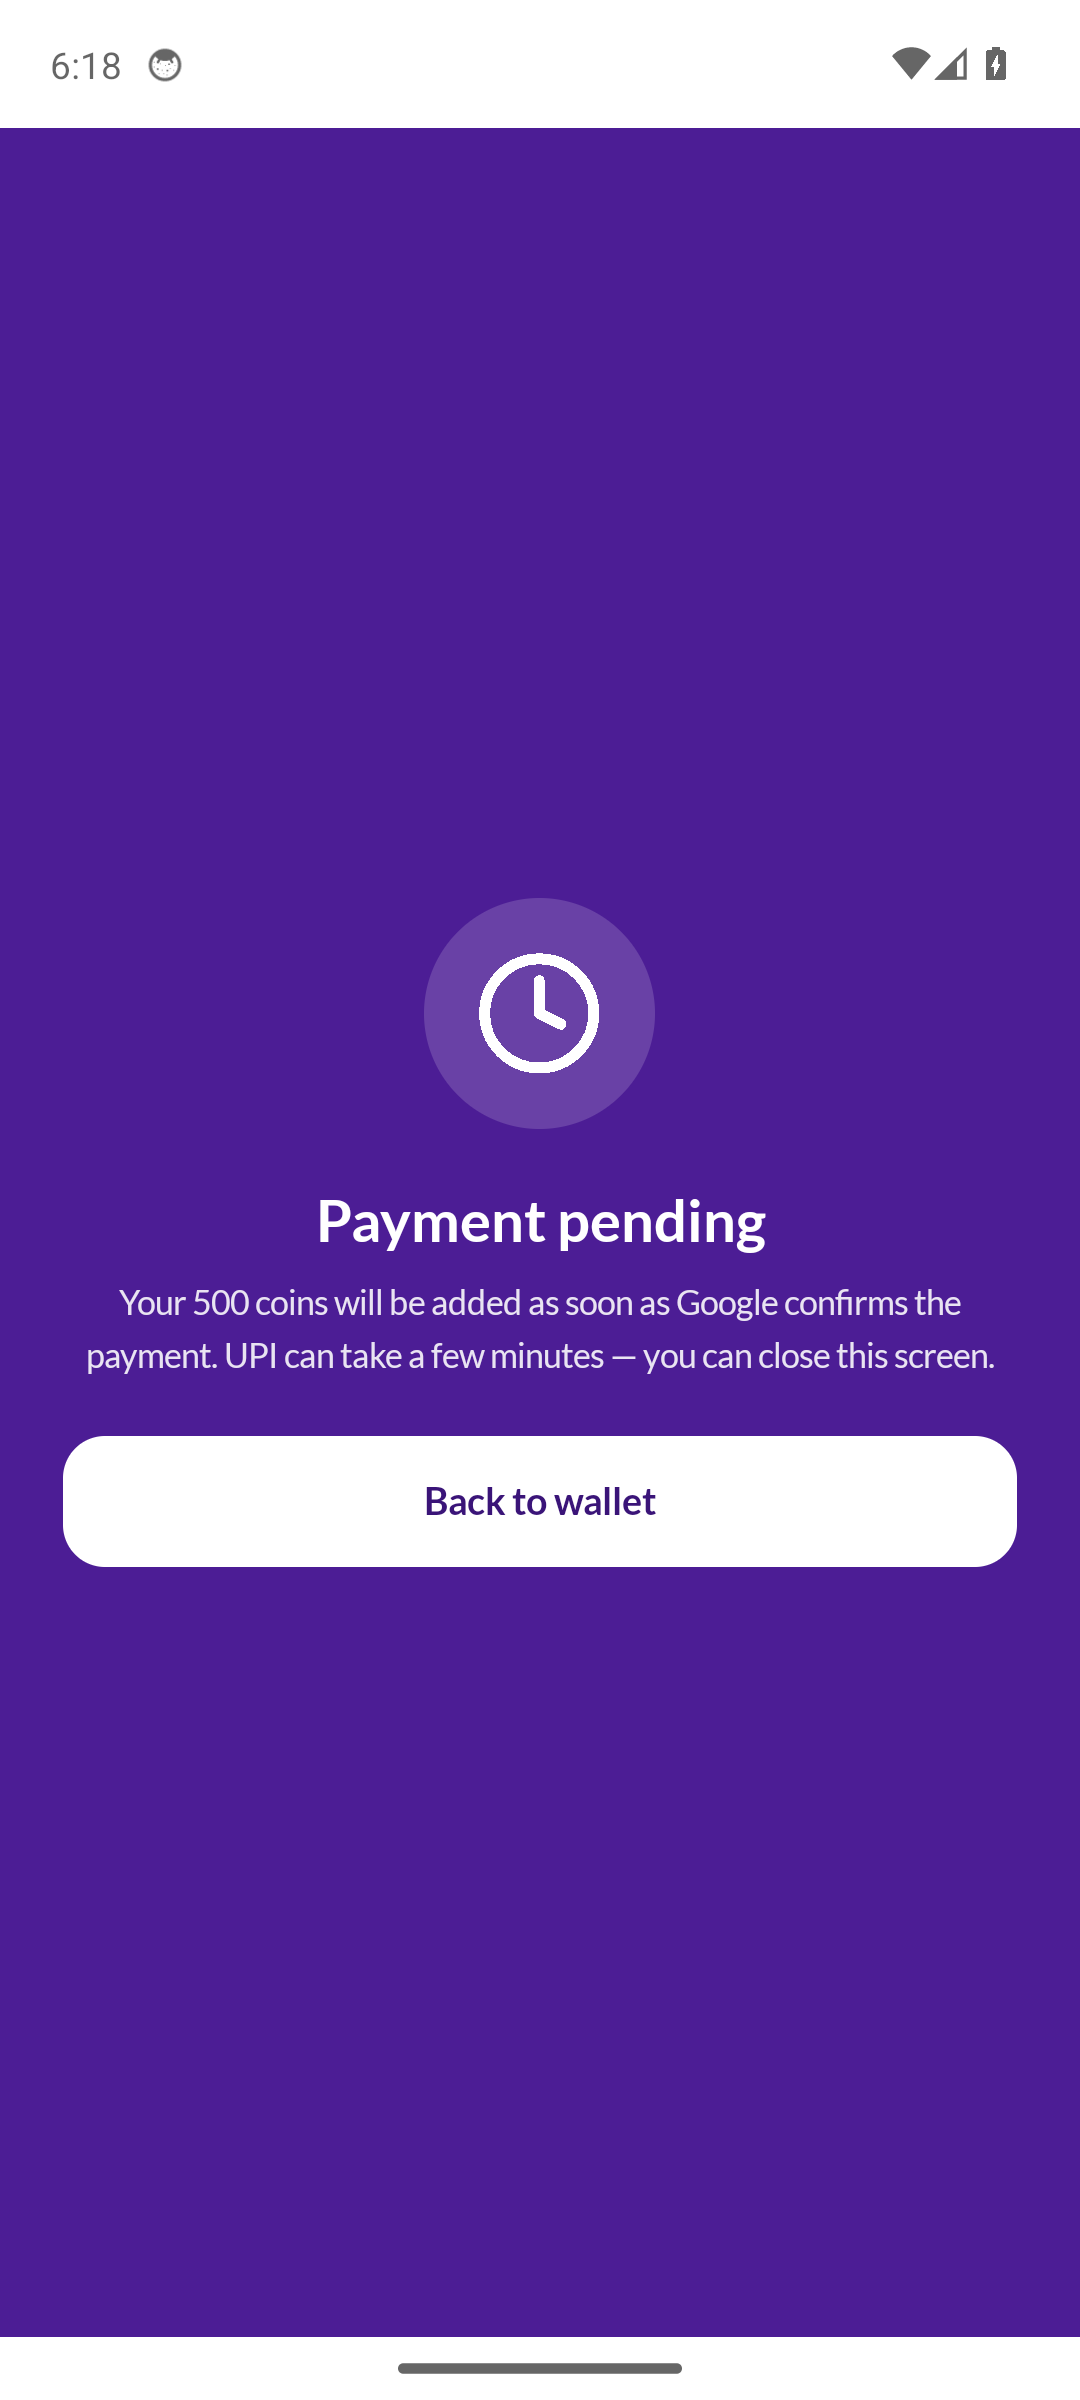 6:18
Payment pending
Your 500 coins will be added as soon as Google confirms the
payment. UPI can take a few minutes — you can close this screen.
Back to wallet